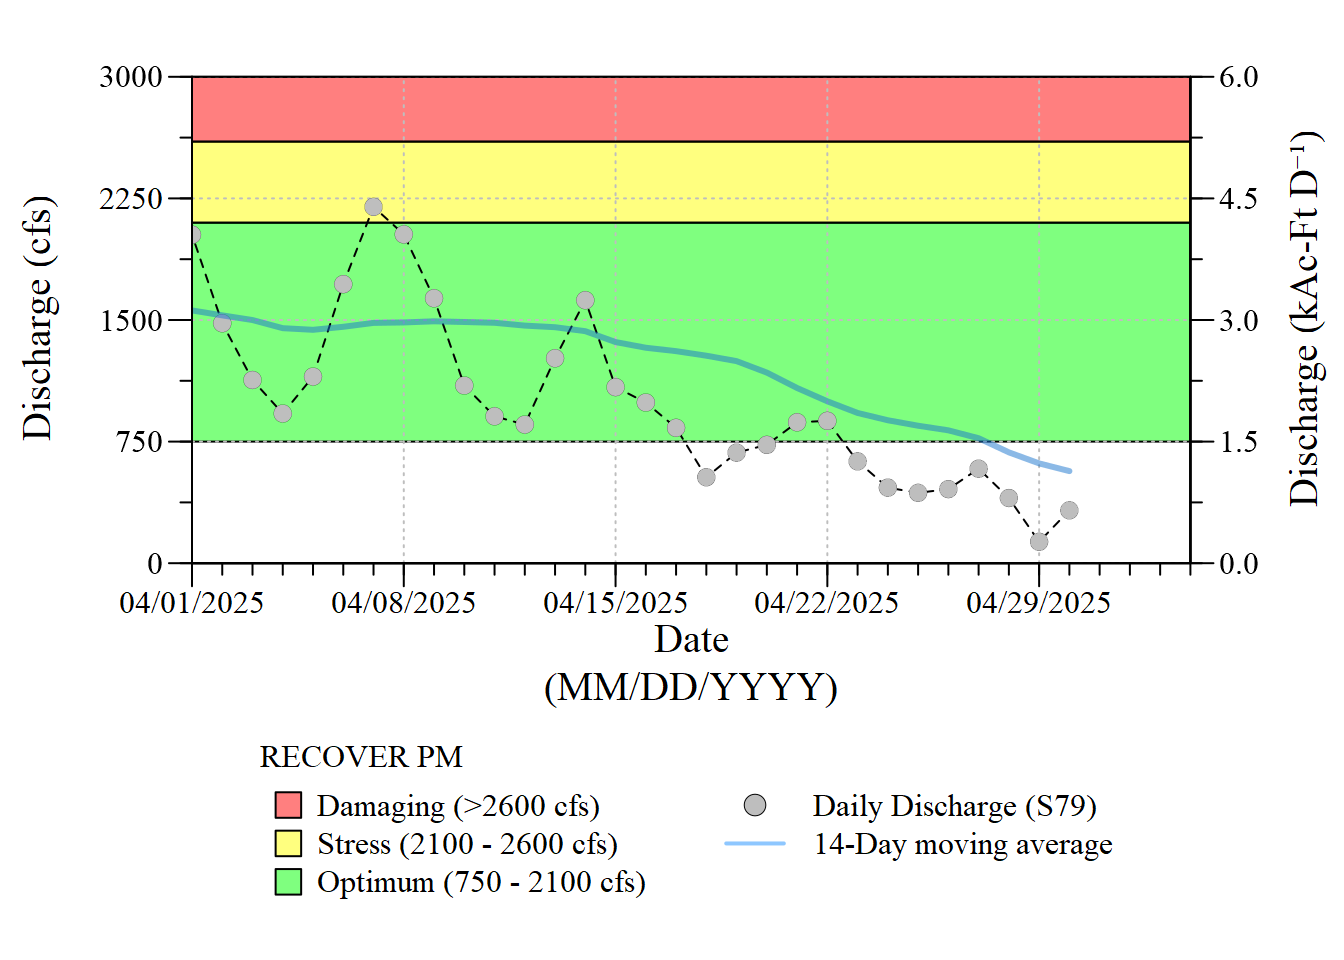 3000
2250
1500
750
0
Discharge (cfs)
6.0
4.5
3.0
1.5
0.0
Discharge (kAc-Ft D⁻¹)
04/01/2025 04/08/2025 04/15/2025 04/22/2025 04/29/2025
Date
(MM/DD/YYYY)
RECOVER PM
Damaging (>2600 cfs)
Stress (2100 - 2600 cfs)
Optimum (750 - 2100 cfs)
Daily Discharge (S79)
14-Day moving average